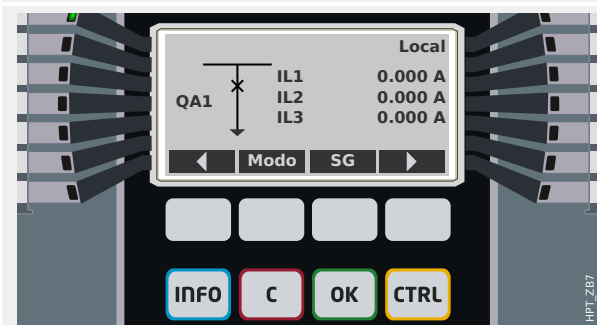 Local
IL1 0.000 A
QA1 IL2 0.000 A
IL3 0.000 A
Modo SG
INFO C OK CTRL
HPT_ZB7